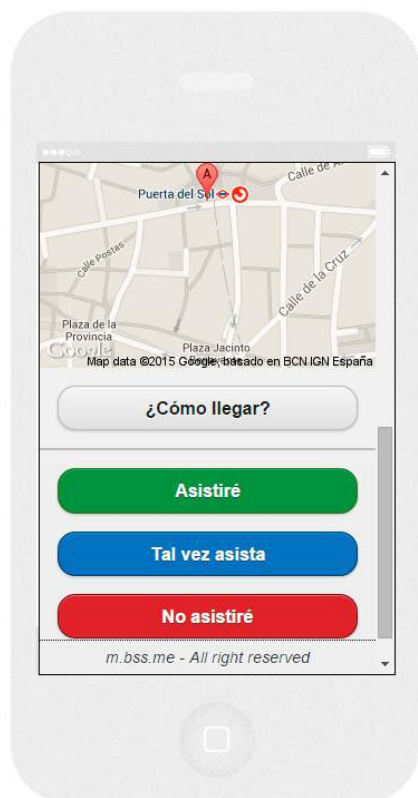 A
Calle de A
Puerta del Sol
Calle Postas
Calle de la Cruz
Plaza de la
Provincia
Plaza Jacinto
Google
Map data ©2015 Google, basado en BCN IGN España
¿Cómo llegar?
Asistiré
Tal vez asista
No asistiré
m.bss.me - All right reserved